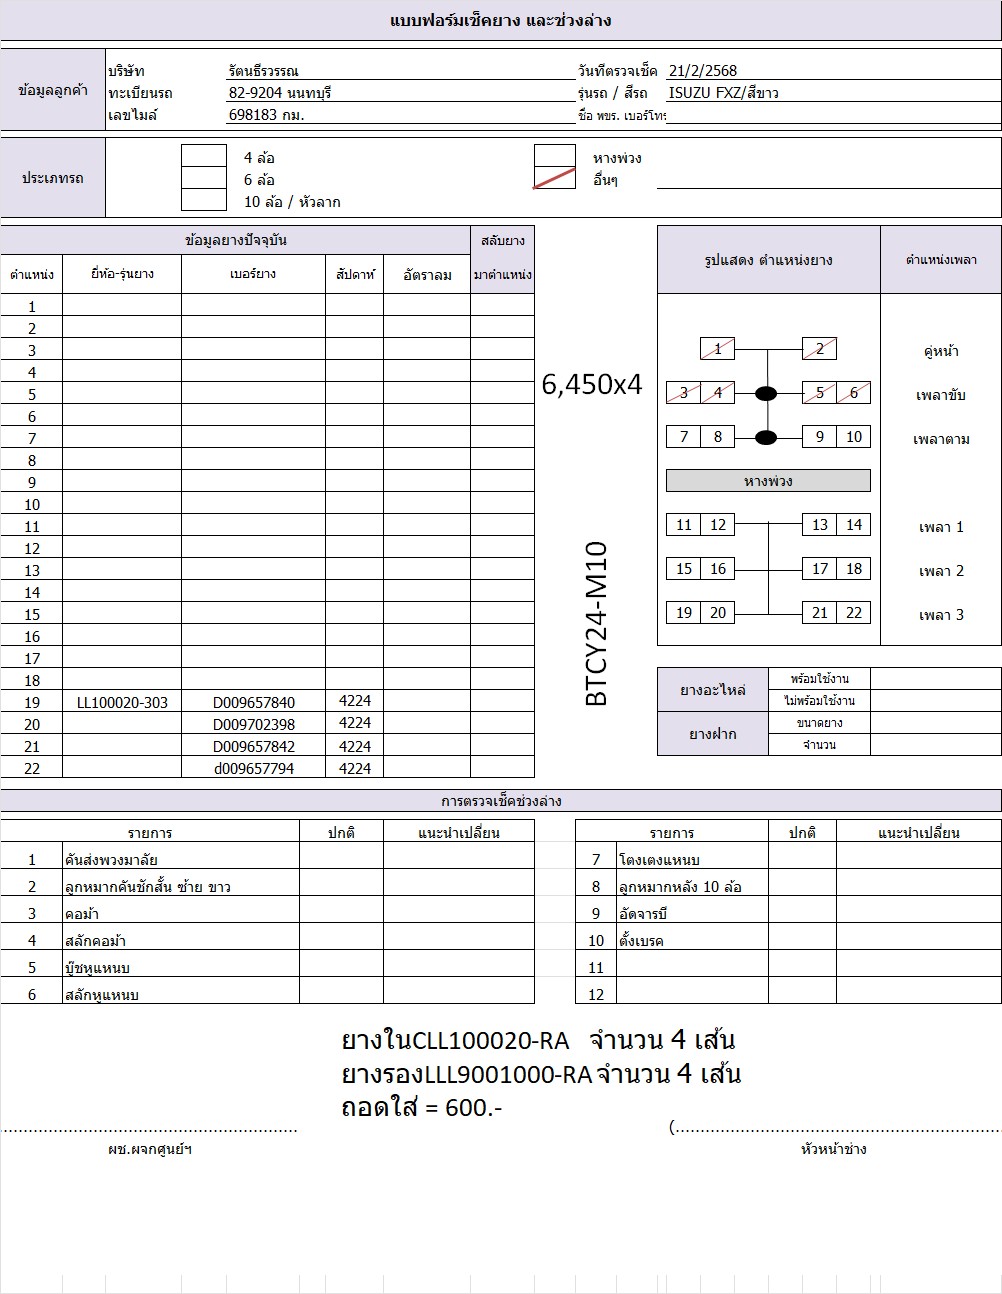 แบบฟอร์มเช็คยาง และช่วงล่าง
ข้อมูลลูกค้า
บริษัท รัตนธีรวรรณ วันที่ตรวจเช็ค 21/2/2568
ทะเบียนรถ 82-9204 นนทบุรี รุ่นรถ / สีรถ ISUZU FXZ/สีขาว
เลขไมล์ 698183 กม. ชื่อ พขร. เบอร์โทร
ประเภทรถ
4 ล้อ หางพ่วง
6 ล้อ อื่นๆ
10 ล้อ / หัวลาก
ข้อมูลยางปัจจุบัน สลับยาง
ตำแหน่ง ยี่ห้อ-รุ่นยาง เบอร์ยาง สัปดาห์ อัตราลม มาตำแหน่ง
1
2
3
4
5
6
7
8
9
10
11
12
13
14
15
16
17
18
19 LL100020-303 D009657840 4224
20 D009702398 4224
21 D009657842 4224
22 d009657794 4224
6,450x4
BTCY24-M10
รูปแสดง ตำแหน่งยาง ตำแหน่งเพลา
1 2 คู่หน้า
3 4 5 6 เพลาขับ
7 8 9 10 เพลาตาม
หางพ่วง
11 12 13 14 เพลา 1
15 16 17 18 เพลา 2
19 20 21 22 เพลา 3
ยางอะไหล่ พร้อมใช้งาน
ไม่พร้อมใช้งาน
ยางฝาก ขนาดยาง
จำนวน
การตรวจเช็คช่วงล่าง
รายการ ปกติ แนะนำเปลี่ยน รายการ ปกติ แนะนำเปลี่ยน
1 คันส่งพวงมาลัย 7 โตงเตงแหนบ
2 ลูกหมากคันชักสั้น ซ้าย ขาว 8 ลูกหมากหลัง 10 ล้อ
3 คอม้า 9 อัดจารบี
4 สลักคอม้า 10 ตั้งเบรค
5 บู๊ชหูแหนบ 11
6 สลักหูแหนบ 12
ยางในCLL100020-RA จำนวน 4 เส้น
ยางรองLLL9001000-RA จำนวน 4 เส้น
ถอดใส่ = 600.-
............................................................ (............................................................
ผช.ผจกศูนย์ฯ หัวหน้าช่าง